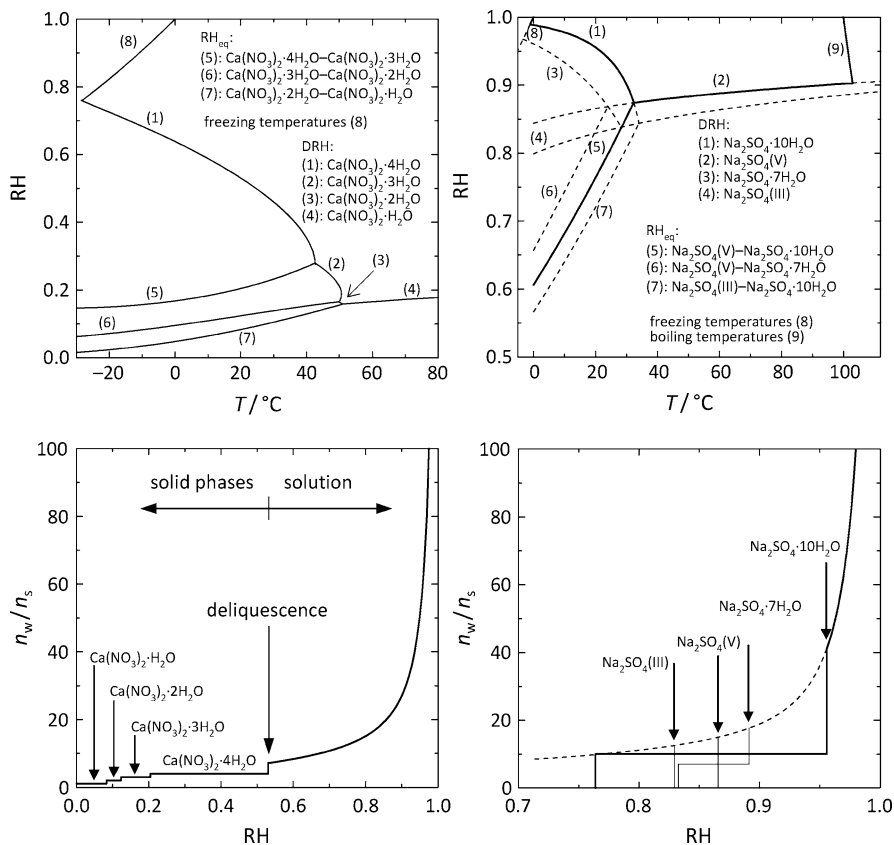 1.0
0.8
0.6
0.4
0.2
0.0
RH
−20
0
20
40
60
80
T / °C
(8)
(1)
(2)
(3)
(4)
(5)
(6)
(7)
RHeq:
(5): Ca(NO3)2·4H2O–Ca(NO3)2·3H2O
(6): Ca(NO3)2·3H2O–Ca(NO3)2·2H2O
(7): Ca(NO3)2·2H2O–Ca(NO3)2·H2O
freezing temperatures (8)
DRH:
(1): Ca(NO3)2·4H2O
(2): Ca(NO3)2·3H2O
(3): Ca(NO3)2·2H2O
(4): Ca(NO3)2·H2O
1.0
0.9
0.8
0.7
0.6
0.5
RH
0
20
40
60
80
100
T / °C
(8)
(1)
(9)
(3)
(2)
(4)
(5)
(6)
(7)
DRH:
(1): Na2SO4·10H2O
(2): Na2SO4(V)
(3): Na2SO4·7H2O
(4): Na2SO4(III)
RHeq:
(5): Na2SO4(V)–Na2SO4·10H2O
(6): Na2SO4(V)–Na2SO4·7H2O
(7): Na2SO4(III)–Na2SO4·10H2O
freezing temperatures (8)
boiling temperatures (9)
100
80
60
40
20
0
nw/ns
0.0
0.2
0.4
0.6
0.8
1.0
RH
solid phases
solution
deliquescence
Ca(NO3)2·H2O
Ca(NO3)2·2H2O
Ca(NO3)2·3H2O
Ca(NO3)2·4H2O
100
80
60
40
20
0
nw/ns
0.7
0.8
0.9
1.0
RH
Na2SO4·10H2O
Na2SO4·7H2O
Na2SO4(V)
Na2SO4(III)